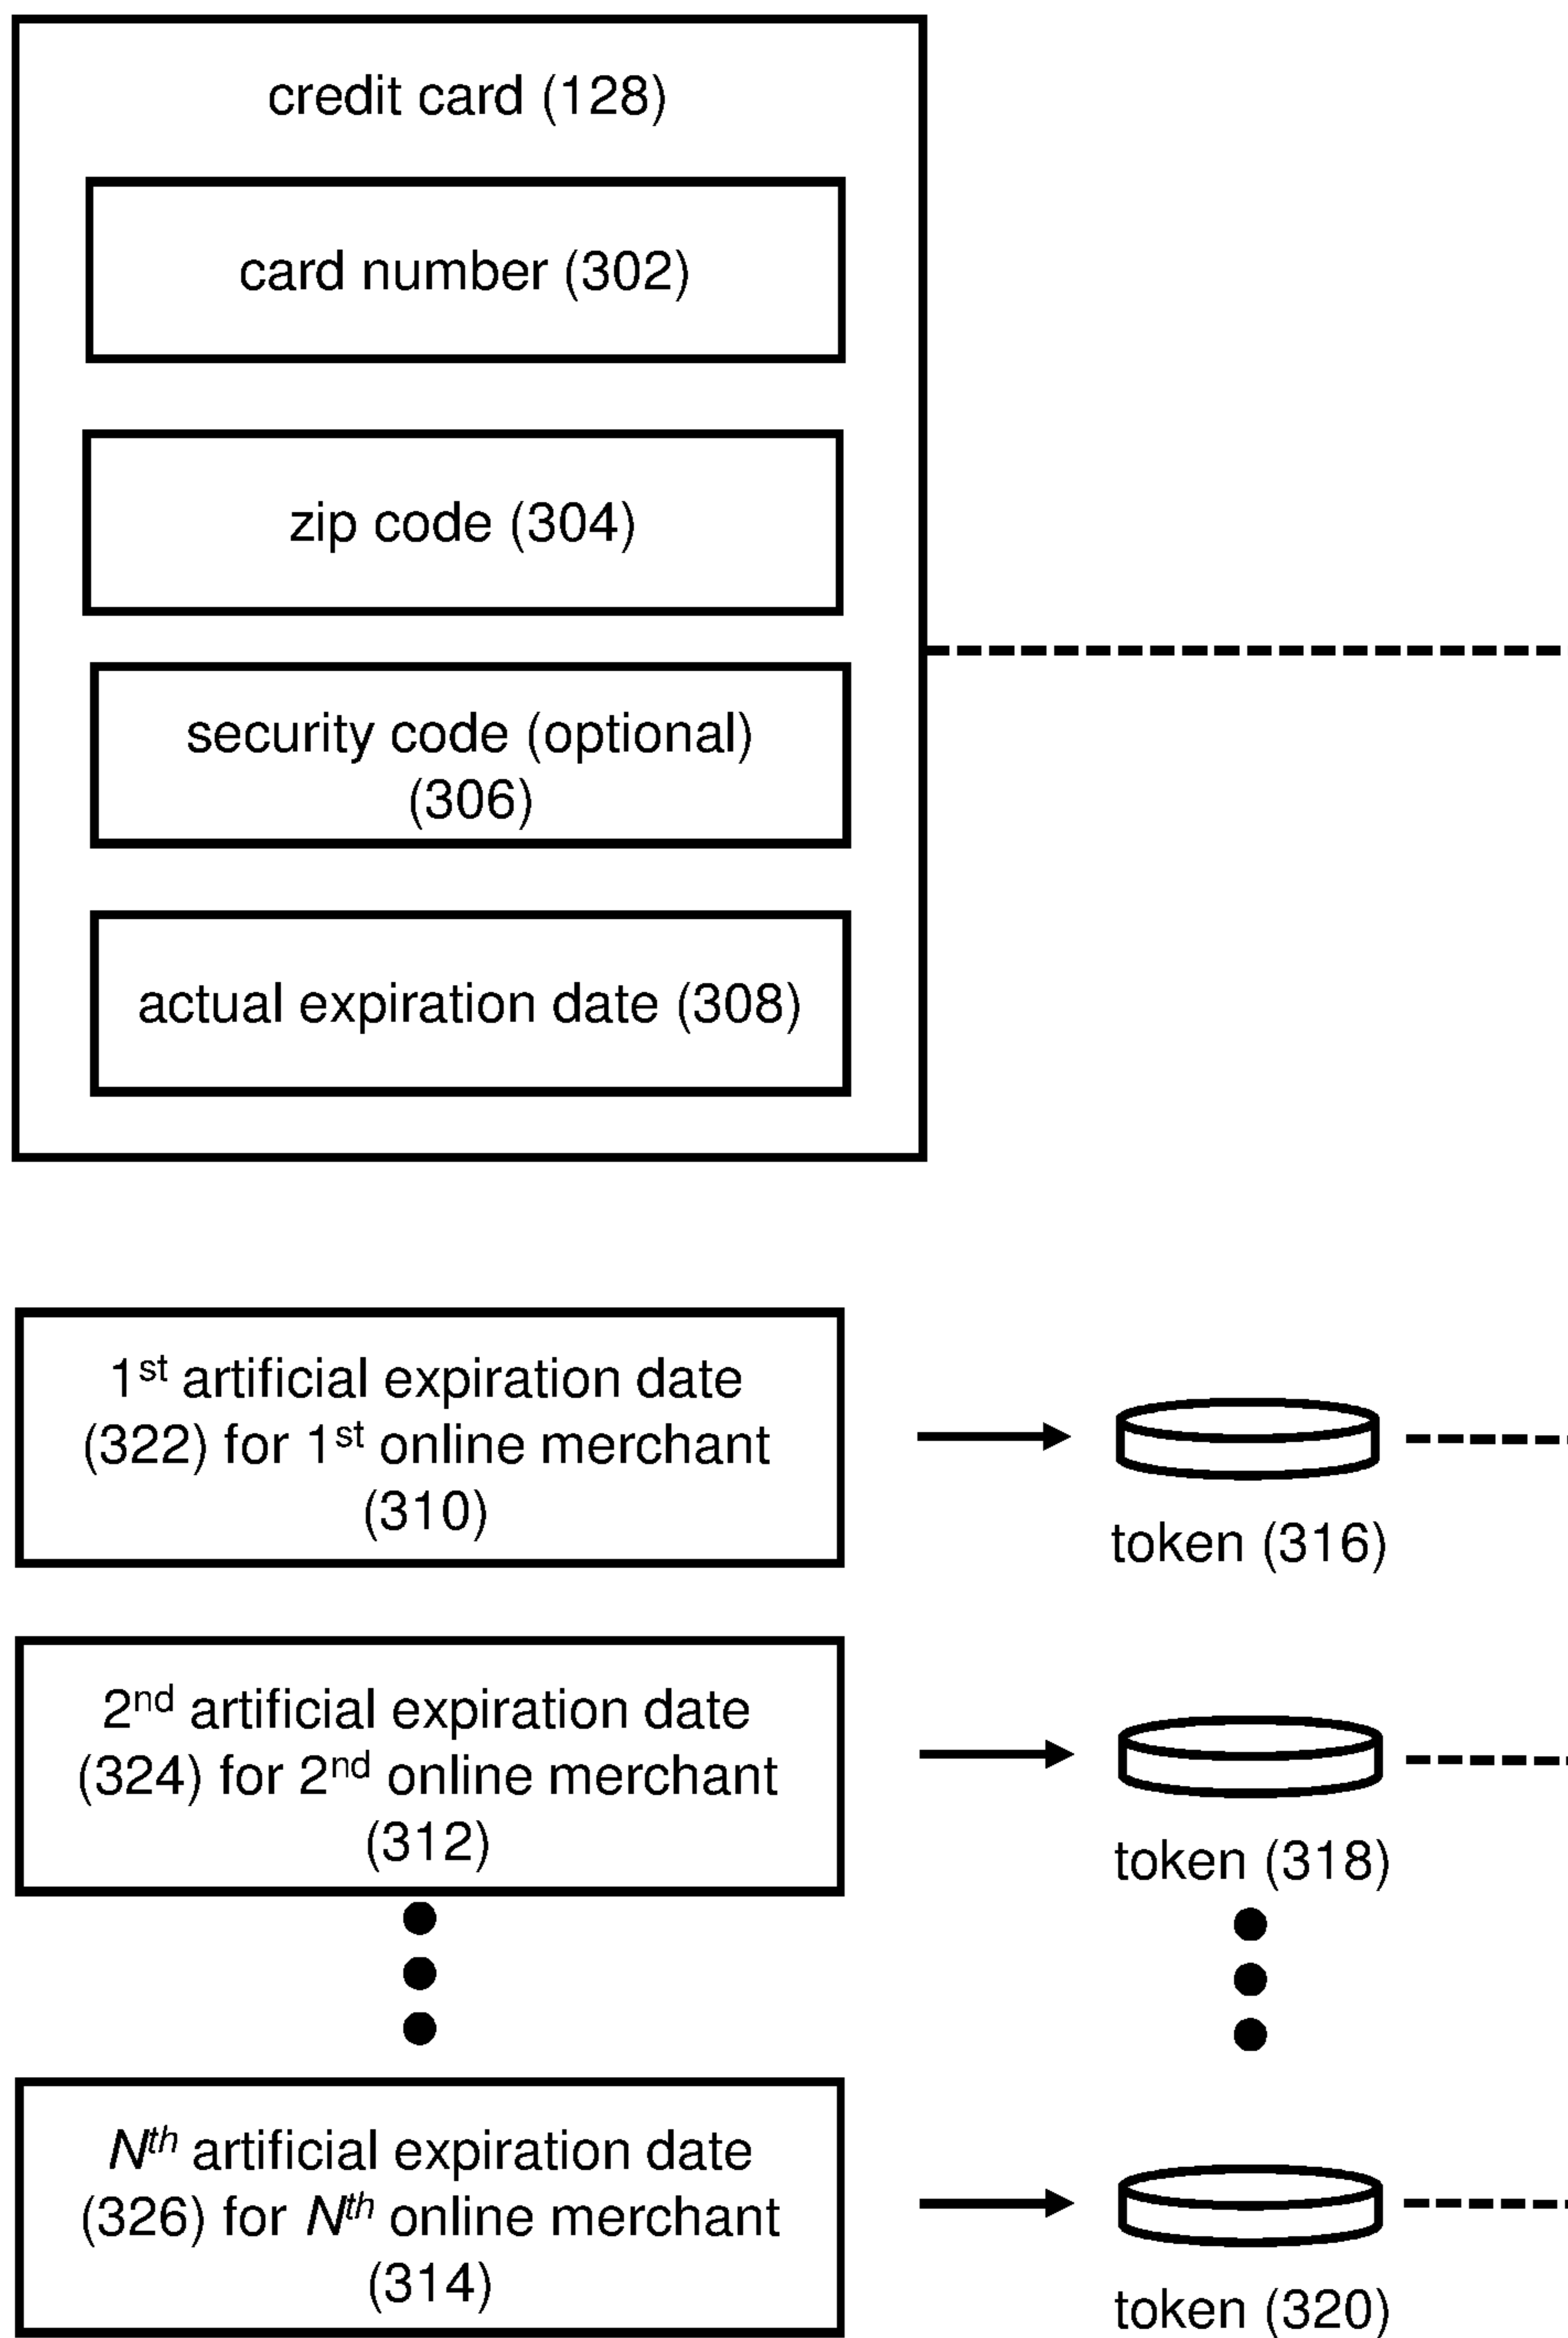 credit card (128)
card number (302)
zip code (304)
security code (optional)
(306)
actual expiration date (308)
1st artificial expiration date
(322) for 1st online merchant
(310)
token (316)
2nd artificial expiration date
(324) for 2nd online merchant
(312)
token (318)
Nth artificial expiration date
(326) for Nth online merchant
(314)
token (320)